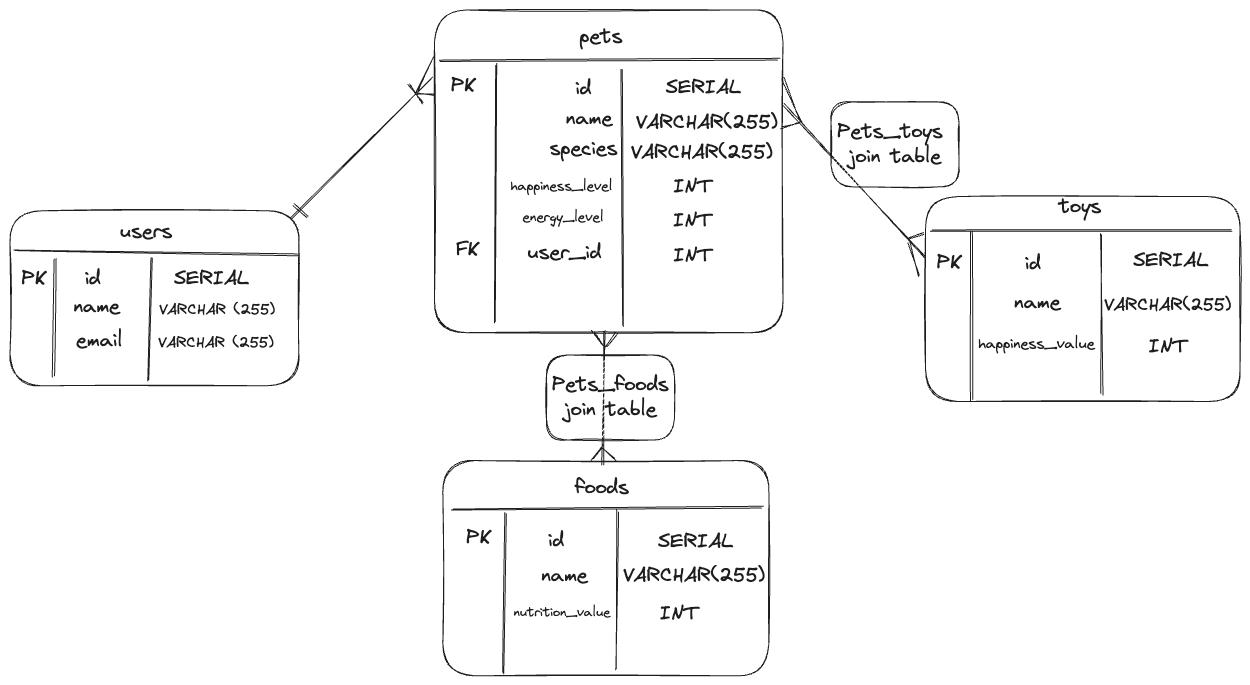 pets
PK id SERIAL
name VARCHAR(255)
species VARCHAR(255)
happiness_level INT
energy_level INT
FK user_id INT
Pets_toys
join table
users
PK id SERIAL
name VARCHAR (255)
email VARCHAR (255)
toys
PK id SERIAL
name VARCHAR(255)
happiness_value INT
Pets_foods
join table
foods
PK id SERIAL
name VARCHAR(255)
nutrition_value INT